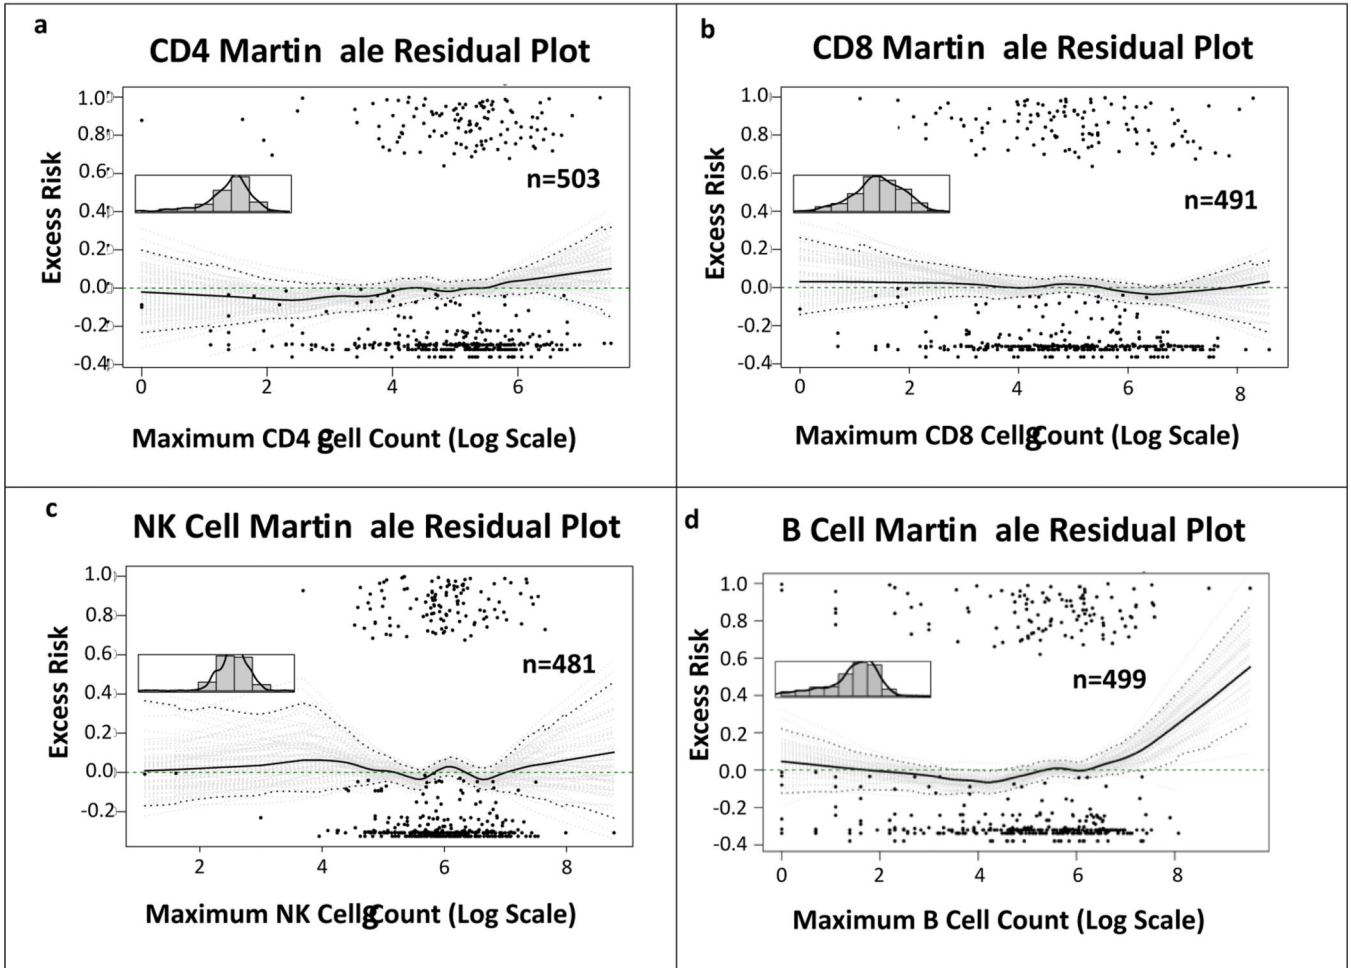 a
CD4 Martin ale Residual Plot
Excess Risk
1.0
0.8
0.6
0.4
0.2
0.0
-0.2
-0.4
n=503
0 2 4 6
Maximum CD4 gCell Count (Log Scale)
b
CD8 Martin ale Residual Plot
Excess Risk
1.0
0.8
0.6
0.4
0.2
0.0
-0.2
-0.4
n=491
0 2 4 6 8
Maximum CD8 CellgCount (Log Scale)
c
NK Cell Martin ale Residual Plot
Excess Risk
1.0
0.8
0.6
0.4
0.2
0.0
-0.2
n=481
2 4 6 8
Maximum NK CellgCount (Log Scale)
d
B Cell Martin ale Residual Plot
Excess Risk
1.0
0.8
0.6
0.4
0.2
0.0
-0.2
-0.4
n=499
0 2 4 6 8
Maximum B Cell Count (Log Scale)